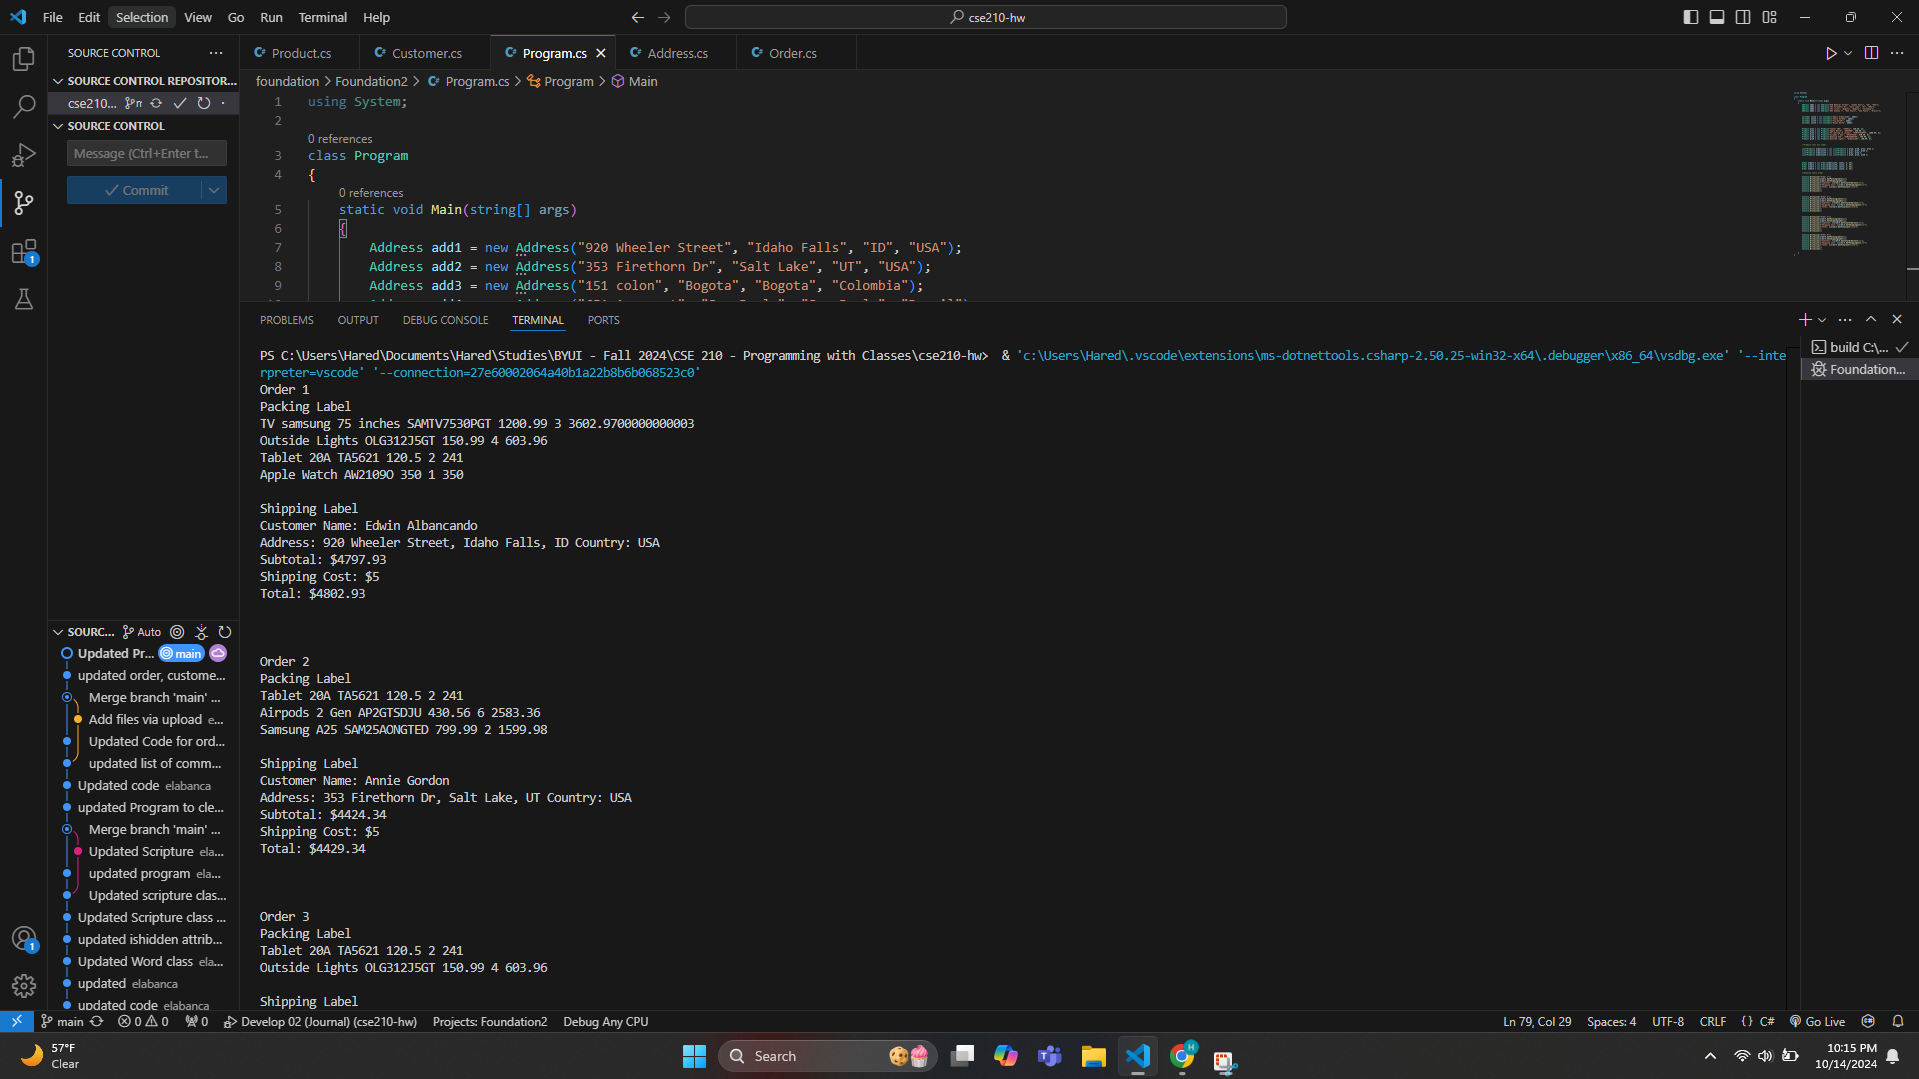 File Edit Selection View Go Run Terminal Help
cse210-hw
SOURCE CONTROL
SOURCE CONTROL REPOSITOR...
cse210...
SOURCE CONTROL
Message (Ctrl+Enter t...
Commit
Product.cs Customer.cs Program.cs Address.cs Order.cs
foundation > Foundation2 > Program.cs > Program > Main
1 using System;
2
0 references
3 class Program
4 {
0 references
5 static void Main(string[] args)
6 {
7 Address add1 = new Address("920 Wheeler Street", "Idaho Falls", "ID", "USA");
8 Address add2 = new Address("353 Firethorn Dr", "Salt Lake", "UT", "USA");
9 Address add3 = new Address("151 colon", "Bogota", "Bogota", "Colombia");
PROBLEMS OUTPUT DEBUG CONSOLE TERMINAL PORTS
PS C:\Users\Hared\Documents\Hared\Studies\BYUI - Fall 2024\CSE 210 - Programming with Classes\cse210-hw> & 'c:\Users\Hared\.vscode\extensions\ms-dotnettools.csharp-2.50.25-win32-x64\.debugger\x86_64\vsdbg.exe' '--inte
rpreter=vscode' '--connection=27e60002064a40b1a22b8b6b068523c0'
Order 1
Packing Label
TV samsung 75 inches SAMTV7530PGT 1200.99 3 3602.9700000000003
Outside Lights OLG312J5GT 150.99 4 603.96
Tablet 20A TA5621 120.5 2 241
Apple Watch AW2109O 350 1 350
Shipping Label
Customer Name: Edwin Albancando
Address: 920 Wheeler Street, Idaho Falls, ID Country: USA
Subtotal: $4797.93
Shipping Cost: $5
Total: $4802.93
Order 2
Packing Label
Tablet 20A TA5621 120.5 2 241
Airpods 2 Gen AP2GTSDJU 430.56 6 2583.36
Samsung A25 SAM25AONGTED 799.99 2 1599.98
Shipping Label
Customer Name: Annie Gordon
Address: 353 Firethorn Dr, Salt Lake, UT Country: USA
Subtotal: $4424.34
Shipping Cost: $5
Total: $4429.34
Order 3
Packing Label
Tablet 20A TA5621 120.5 2 241
Outside Lights OLG312J5GT 150.99 4 603.96
Shipping Label
build C:\...
Foundation...
SOURC... Auto
Updated Pr... main
updated order, custome...
Merge branch 'main' ...
Add files via upload e...
Updated Code for ord...
updated list of comm...
Updated code elabanca
updated Program to cle...
Merge branch 'main' ...
Updated Scripture ela...
updated program ela...
Updated scripture clas...
Updated Scripture class ...
updated ishidden attrib...
Updated Word class ela...
updated elabanca
updated code elabanca
1
1
main 0 0 0 Develop 02 (Journal) (cse210-hw) Projects: Foundation2 Debug Any CPU
Ln 79, Col 29 Spaces: 4 UTF-8 CRLF {} C# Go Live
57°F
Clear
Search
H
10:15 PM
10/14/2024